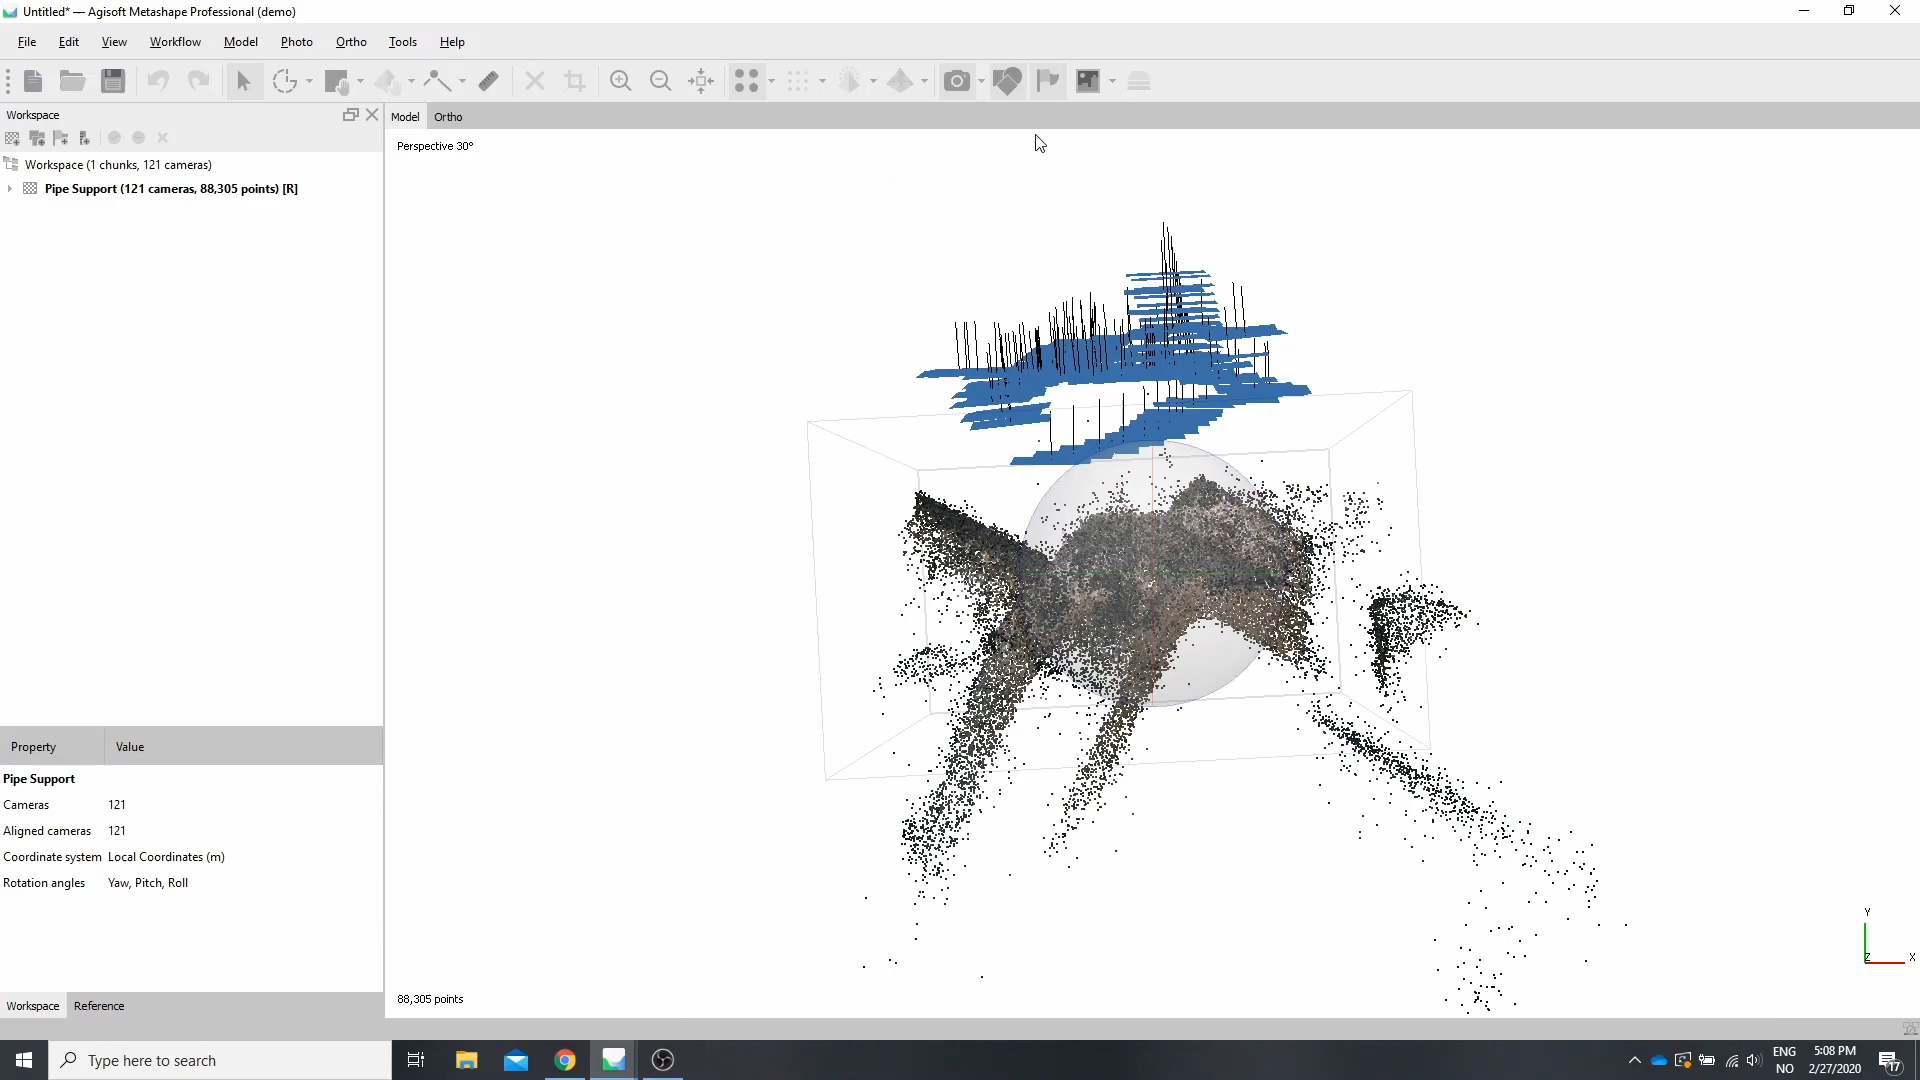 Untitled* — Agisoft Metashape Professional (demo)
File Edit View Workflow Model Photo Ortho Tools Help
Workspace
Model Ortho
Perspective 30°
Workspace (1 chunks, 121 cameras)
Pipe Support (121 cameras, 88,305 points) [R]
Property Value
Pipe Support
Cameras 121
Aligned cameras 121
Coordinate system Local Coordinates (m)
Rotation angles Yaw, Pitch, Roll
Y
Z X
88,305 points
Workspace Reference
Type here to search
ENG
NO
5:08 PM
2/27/2020
17